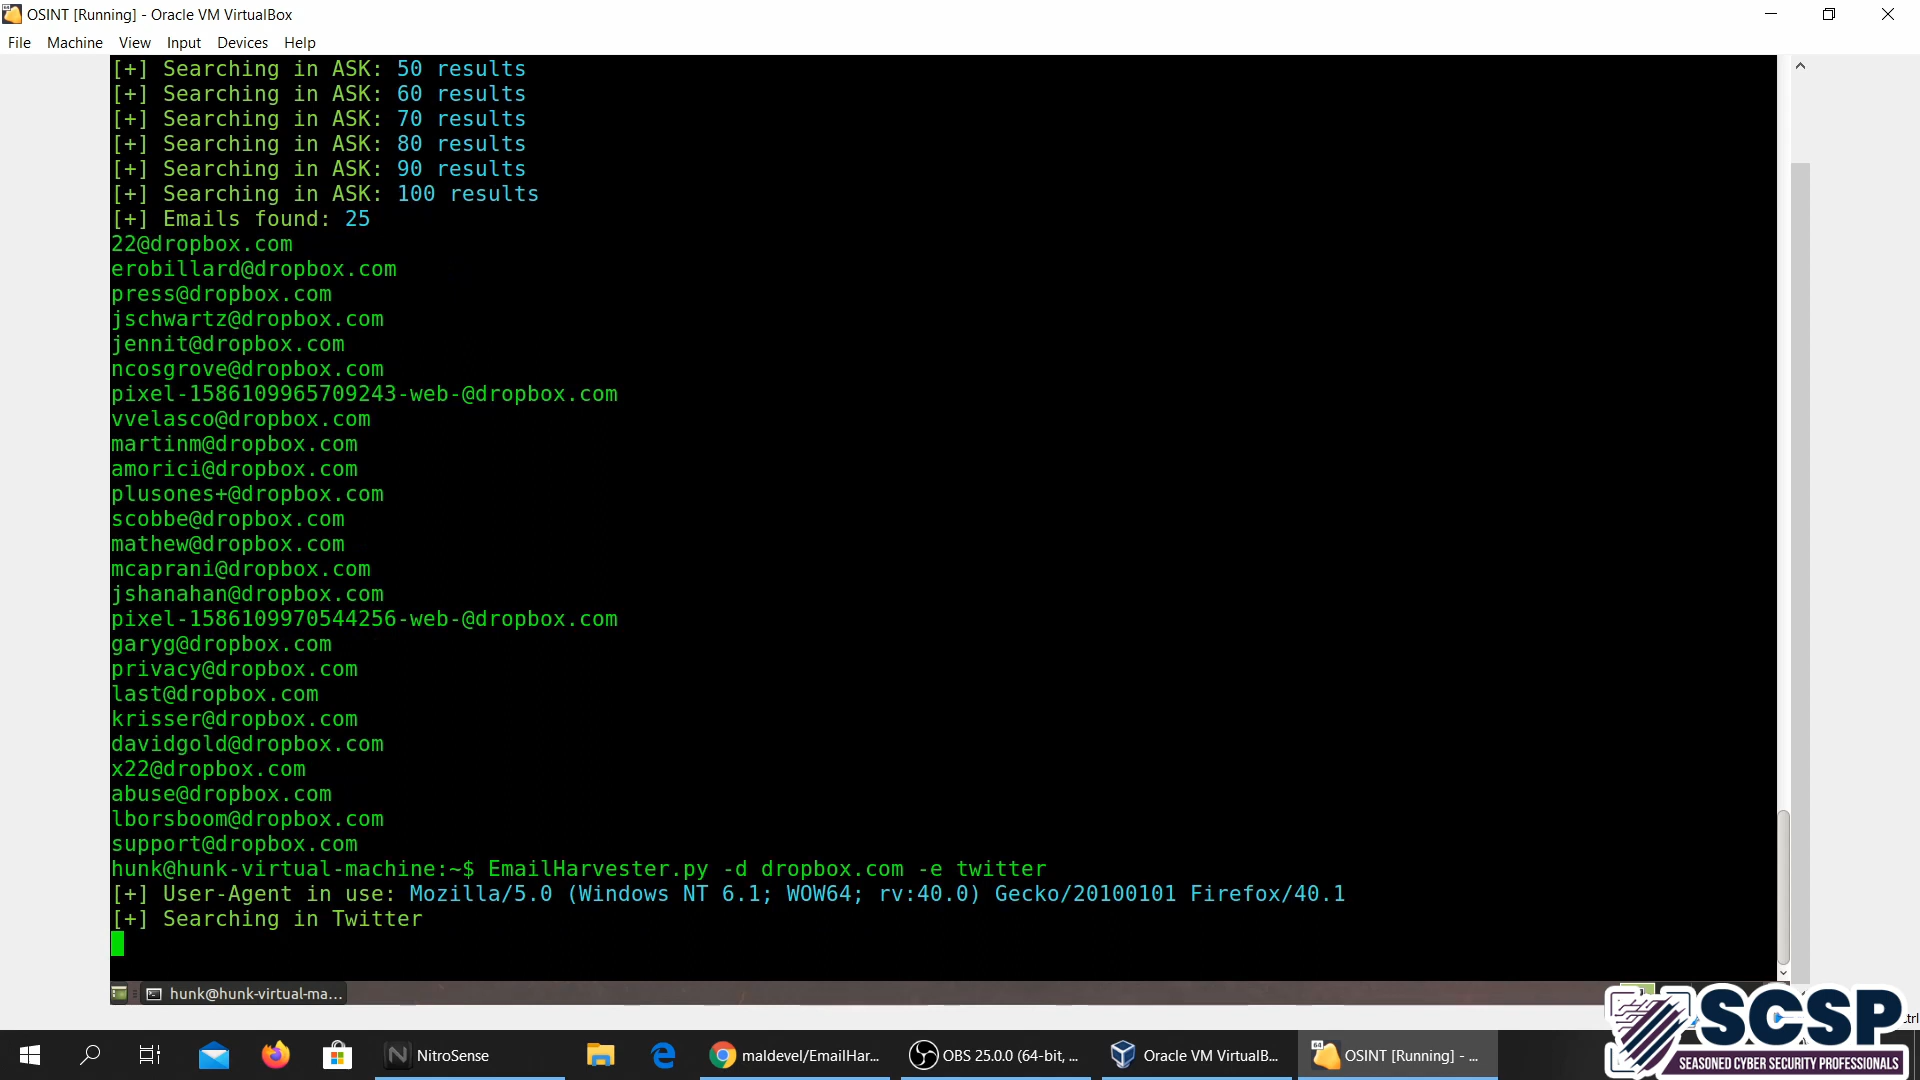 OSINT [Running] - Oracle VM VirtualBox
File Machine View Input Devices Help
[+] Searching in ASK: 50 results
[+] Searching in ASK: 60 results
[+] Searching in ASK: 70 results
[+] Searching in ASK: 80 results
[+] Searching in ASK: 90 results
[+] Searching in ASK: 100 results
[+] Emails found: 25
22@dropbox.com
erobillard@dropbox.com
press@dropbox.com
jschwartz@dropbox.com
jennit@dropbox.com
ncosgrove@dropbox.com
pixel-1586109965709243-web-@dropbox.com
vvelasco@dropbox.com
martinm@dropbox.com
amorici@dropbox.com
plusones+@dropbox.com
scobbe@dropbox.com
mathew@dropbox.com
mcaprani@dropbox.com
jshanahan@dropbox.com
pixel-1586109970544256-web-@dropbox.com
garyg@dropbox.com
privacy@dropbox.com
last@dropbox.com
krisser@dropbox.com
davidgold@dropbox.com
x22@dropbox.com
abuse@dropbox.com
lborsboom@dropbox.com
support@dropbox.com
hunk@hunk-virtual-machine:~$ EmailHarvester.py -d dropbox.com -e twitter
[+] User-Agent in use: Mozilla/5.0 (Windows NT 6.1; WOW64; rv:40.0) Gecko/20100101 Firefox/40.1
[+] Searching in Twitter
hunk@hunk-virtual-ma...
SCSP
SEASONED CYBER SECURITY PROFESSIONALS
NitroSense
maldevel/EmailHar...
OBS 25.0.0 (64-bit, ...
Oracle VM VirtualB...
OSINT [Running] - ...